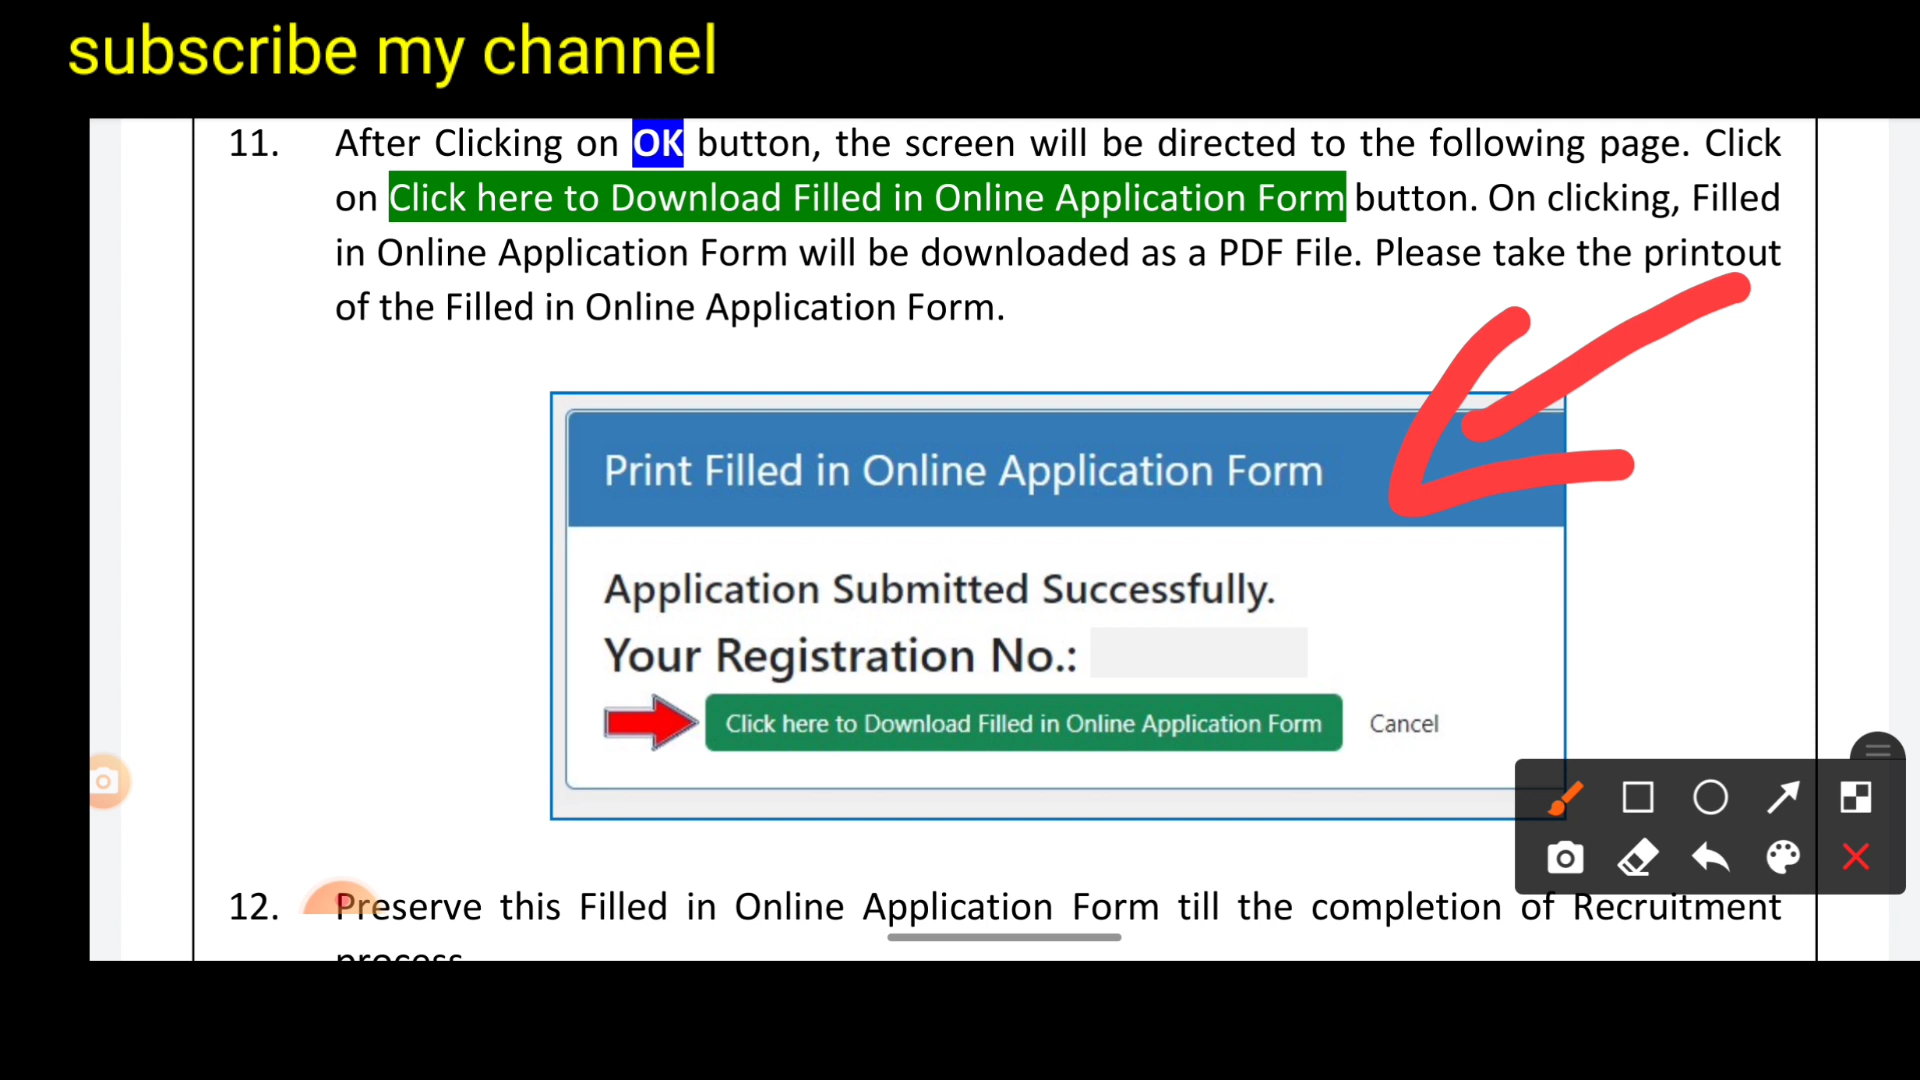 subscribe my channel
11. After Clicking on OK button, the screen will be directed to the following page. Click
on Click here to Download Filled in Online Application Form button. On clicking, Filled
in Online Application Form will be downloaded as a PDF File. Please take the printout
of the Filled in Online Application Form.
Print Filled in Online Application Form
Application Submitted Successfully.
Your Registration No.:
Click here to Download Filled in Online Application Form Cancel
12. Preserve this Filled in Online Application Form till the completion of Recruitment
process